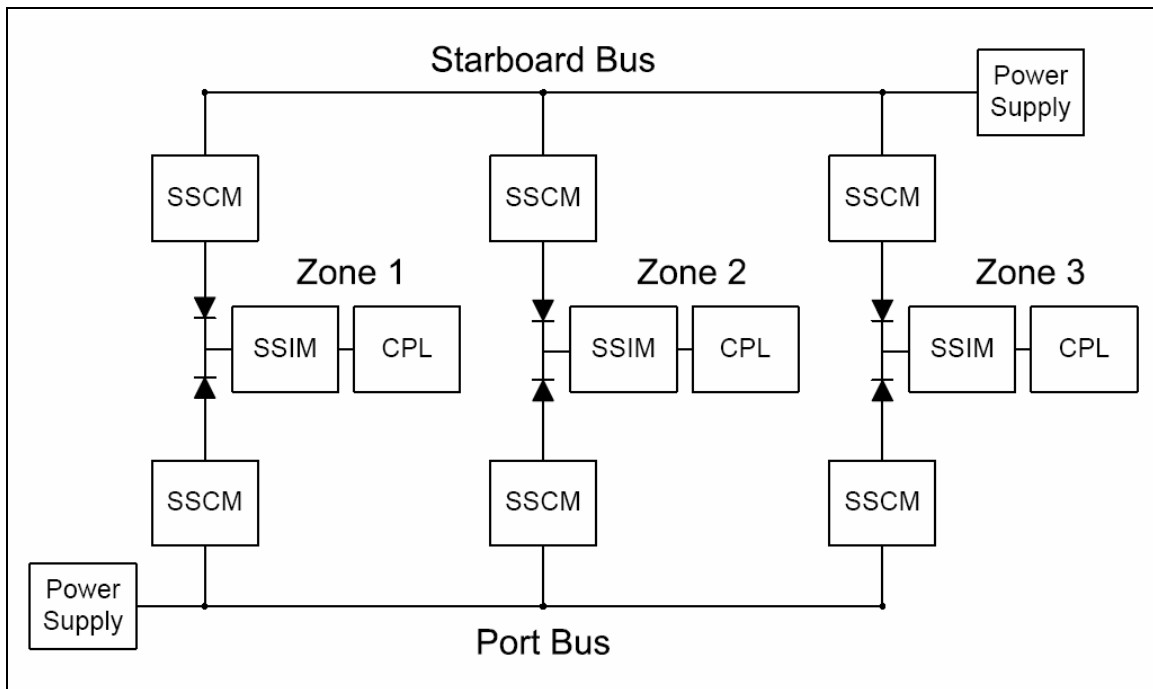 Starboard Bus
Power
Supply
SSCM
SSCM
SSCM
Zone 1
Zone 2
Zone 3
SSIM
CPL
SSIM
CPL
SSIM
CPL
SSCM
SSCM
SSCM
Power
Supply
Port Bus